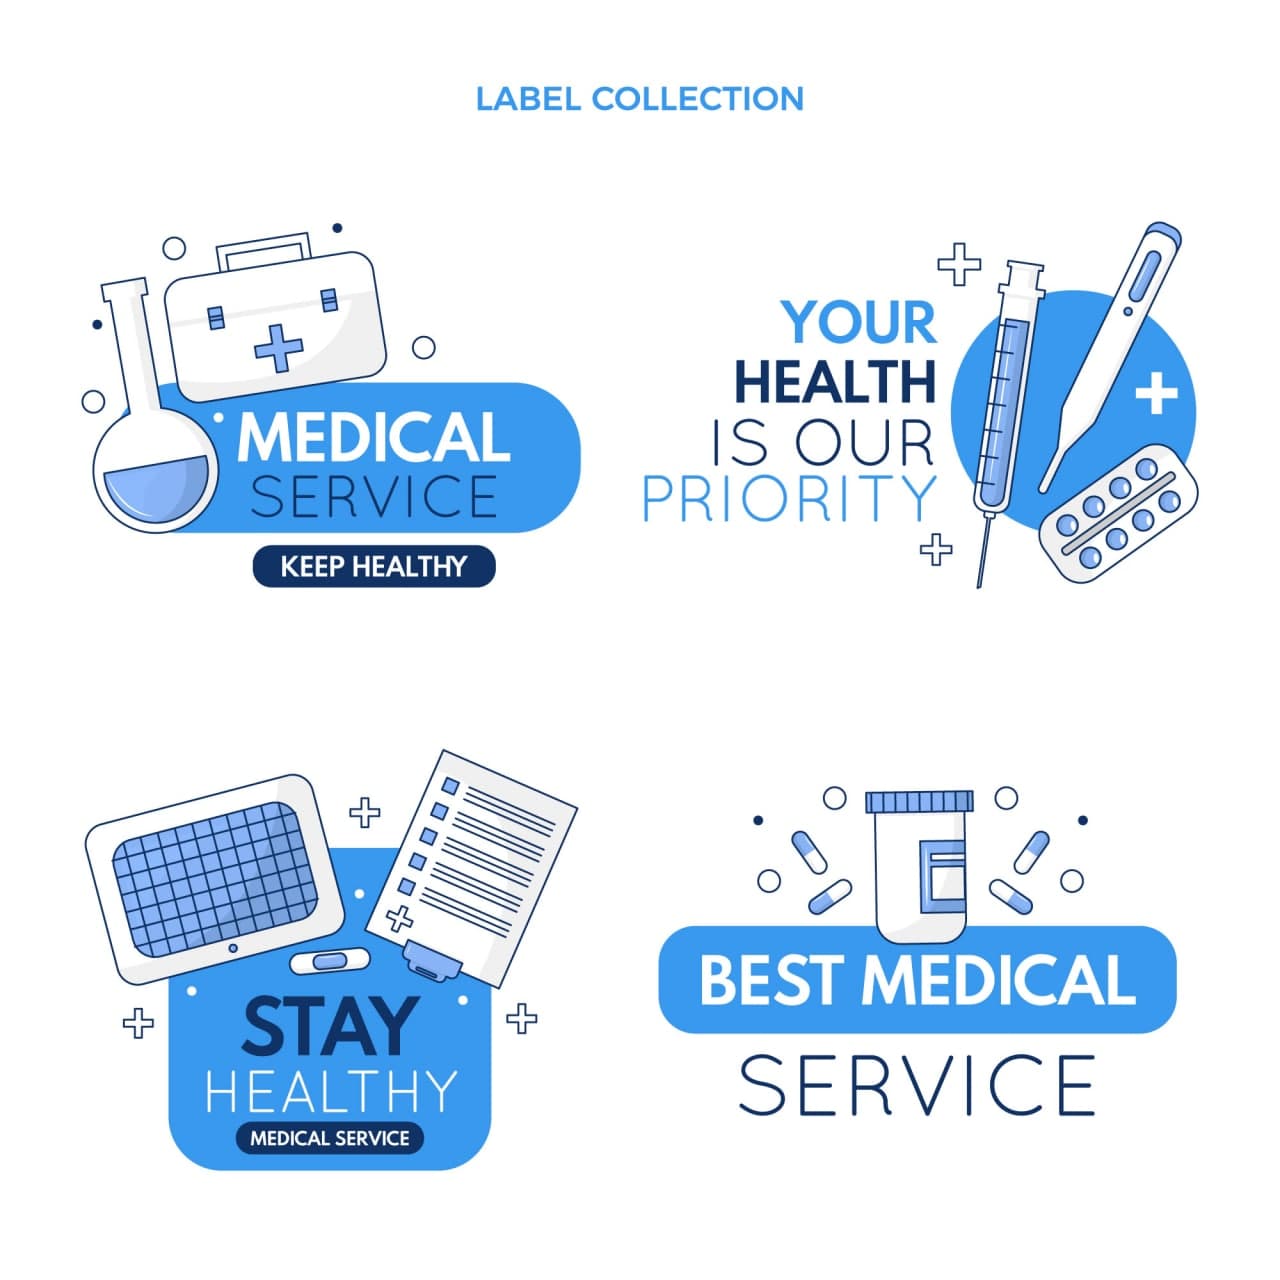 LABEL COLLECTION
MEDICAL
SERVICE
KEEP HEALTHY
YOUR
HEALTH
IS OUR
PRIORITY
STAY
HEALTHY
MEDICAL SERVICE
BEST MEDICAL
SERVICE